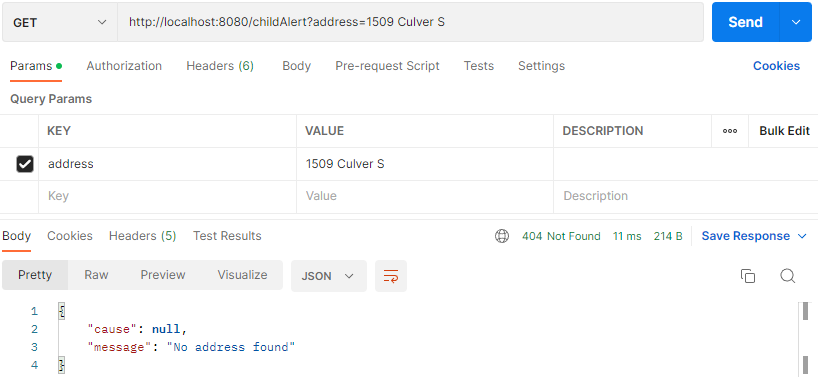 GET http://localhost:8080/childAlert?address=1509 Culver S Send
Params Authorization Headers (6) Body Pre-request Script Tests Settings Cookies
Query Params
KEY VALUE DESCRIPTION ooo Bulk Edit
address 1509 Culver S
Key Value Description
Body Cookies Headers (5) Test Results 404 Not Found 11 ms 214 B Save Response
Pretty Raw Preview Visualize JSON
1 {
2 "cause": null,
3 "message": "No address found"
4 }